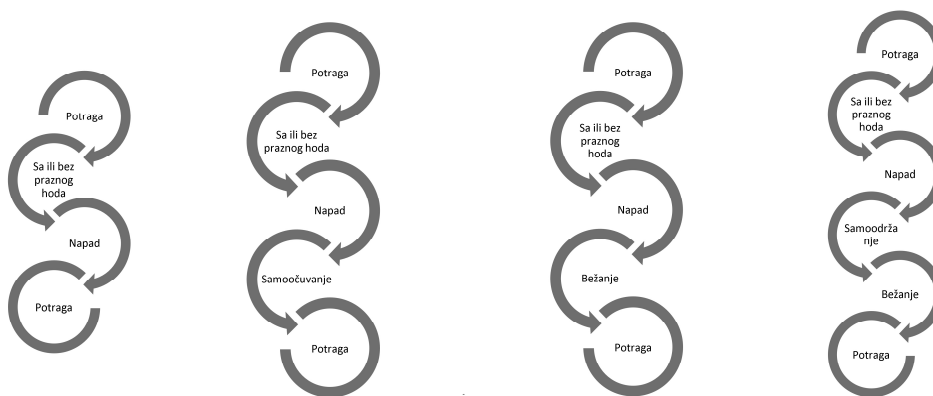 Potraga
Sa ili bez
praznog
hoda
Napad
Potraga
Potraga
Sa ili bez
praznog hoda
Napad
Samoočuvanje
Potraga
Potraga
Sa ili bez
praznog
hoda
Napad
Bežanje
Potraga
Potraga
Sa ili bez
praznog
hoda
Napad
Samoodrža
nje
Bežanje
Potraga